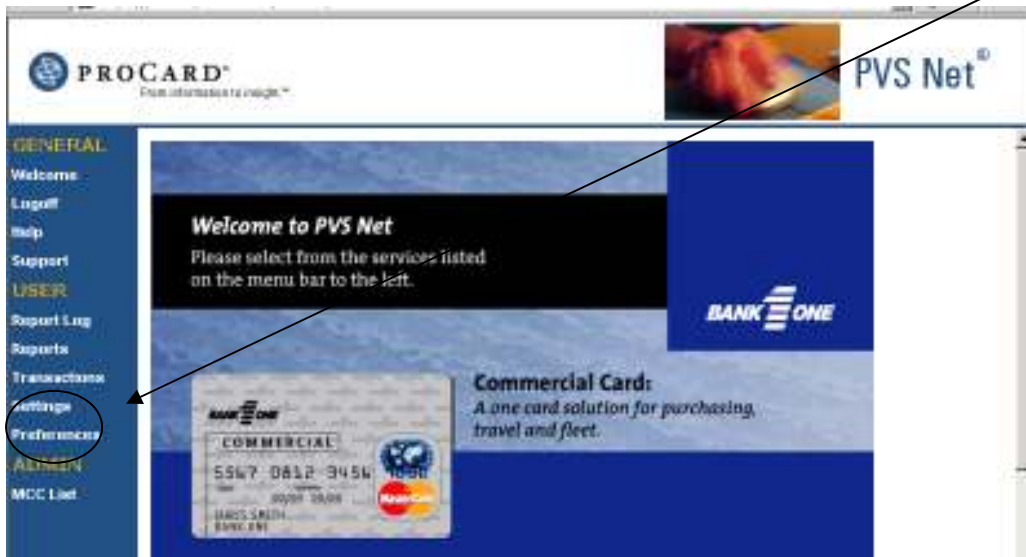 PROCARD
From information to insight.™
PVS Net®
GENERAL
Welcome
Logoff
Help
Support
USER
Report Log
Reports
Transactions
Settings
Preferences
ADMIN
MCC List
Welcome to PVS Net
Please select from the services listed
on the menu bar to the left.
BANK ONE
Commercial Card:
A one card solution for purchasing,
travel and fleet.
BANK ONE
COMMERCIAL
5567 0812 3456
MasterCard
BANK ONE